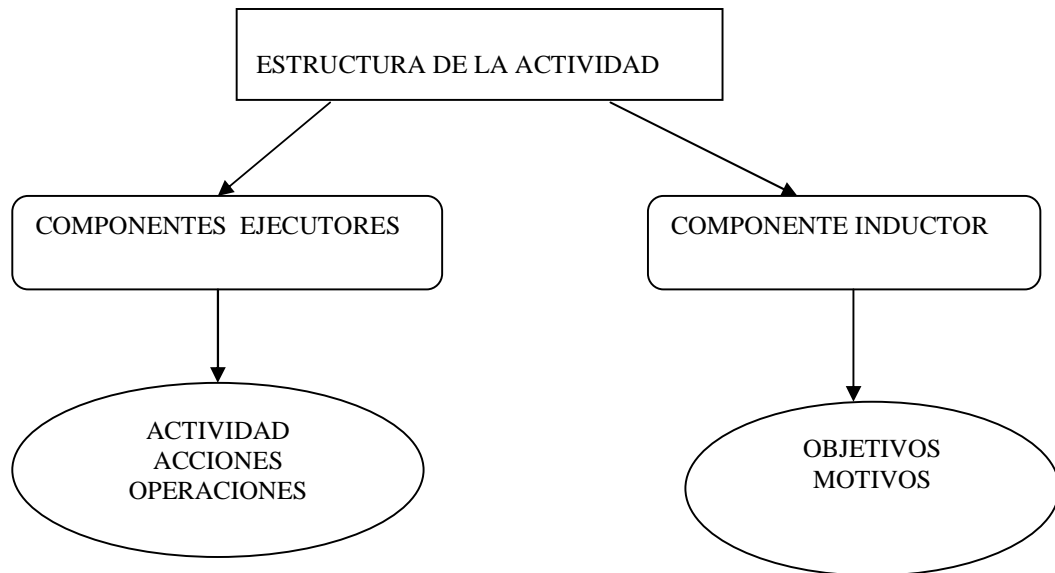 ESTRUCTURA DE LA ACTIVIDAD
COMPONENTES EJECUTORES
COMPONENTE INDUCTOR
ACTIVIDAD
ACCIONES
OPERACIONES
OBJETIVOS
MOTIVOS